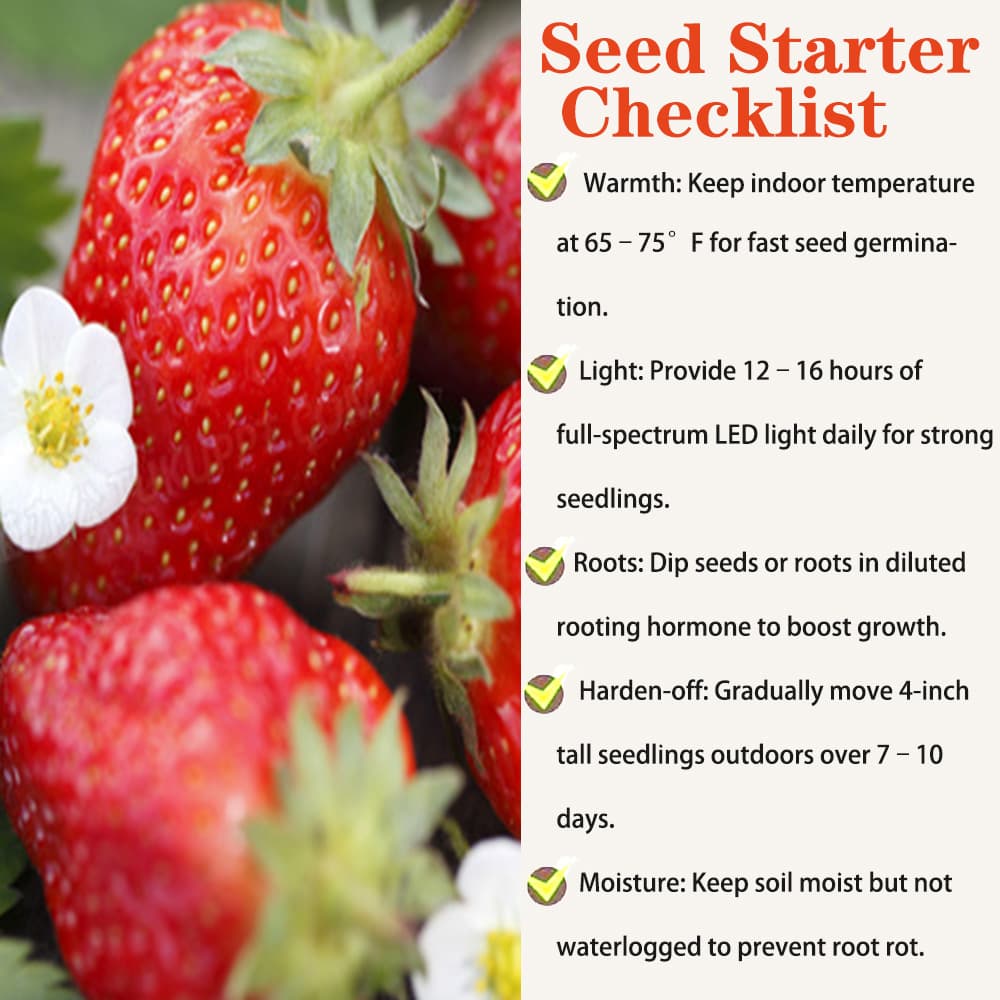 Seed Starter
Checklist
Warmth: Keep indoor temperature
at 65 – 75° F for fast seed germina-
tion.
Light: Provide 12 – 16 hours of
full-spectrum LED light daily for strong
seedlings.
Roots: Dip seeds or roots in diluted
rooting hormone to boost growth.
Harden-off: Gradually move 4-inch
tall seedlings outdoors over 7 – 10
days.
Moisture: Keep soil moist but not
waterlogged to prevent root rot.